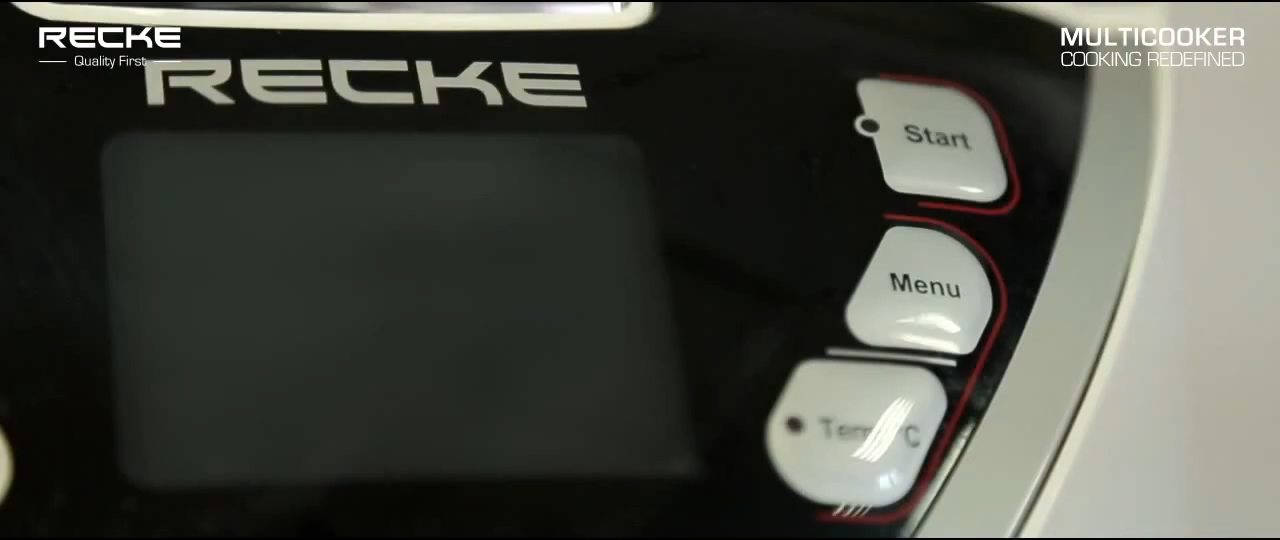 RECKE
Quality First
MULTICOOKER
COOKING REDEFINED
RECKE
Start
Menu